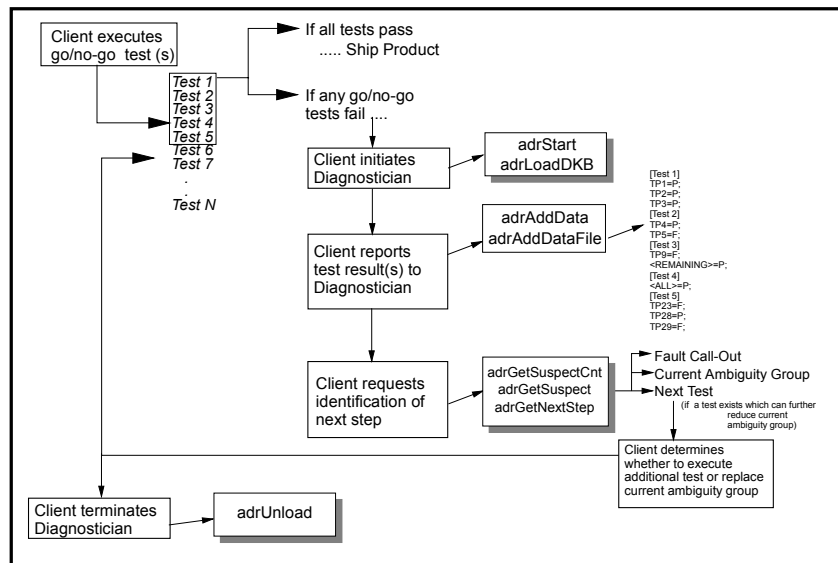 Client executes
go/no-go test (s)
Test 1
Test 2
Test 3
Test 4
Test 5
Test 6
Test 7
.
.
Test N
If all tests pass
..... Ship Product
If any go/no-go
tests fail ....
Client initiates
Diagnostician
adrStart
adrLoadDKB
Client reports
test result(s) to
Diagnostician
adrAddData
adrAddDataFile
[Test 1]
TP1=P;
TP2=P;
TP3=P;
[Test 2]
TP4=P;
TP5=F;
[Test 3]
TP9=F;
<REMAINING>=P;
[Test 4]
<ALL>=P;
[Test 5]
TP23=F;
TP28=P;
TP29=F;
Client requests
identification of
next step
adrGetSuspectCnt
adrGetSuspect
adrGetNextStep
Fault Call-Out
Current Ambiguity Group
Next Test
(if a test exists which can further
reduce current
ambiguity group)
Client determines
whether to execute
additional test or replace
current ambiguity group
Client terminates
Diagnostician
adrUnload